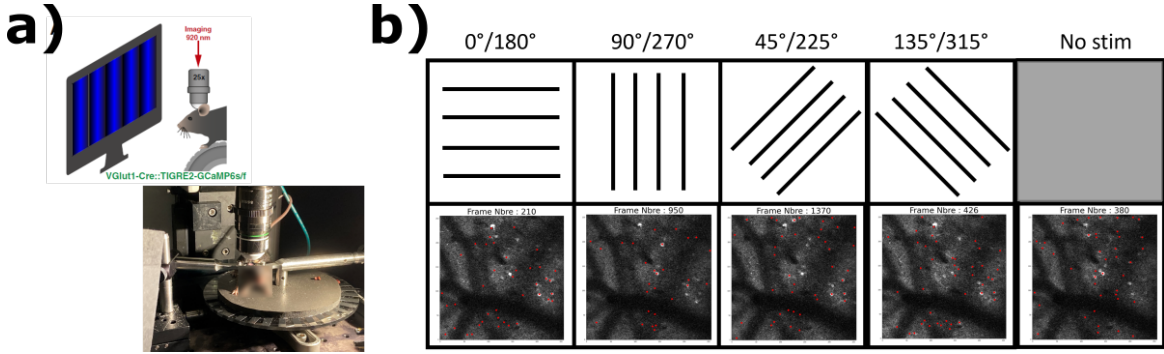 a)
Imaging
920 nm
25x
VGlut1-Cre::TIGRE2-GCaMP6s/f
b)
0°/180°
90°/270°
45°/225°
135°/315°
No stim
Frame Nbre : 210
Frame Nbre : 950
Frame Nbre : 1370
Frame Nbre : 426
Frame Nbre : 380